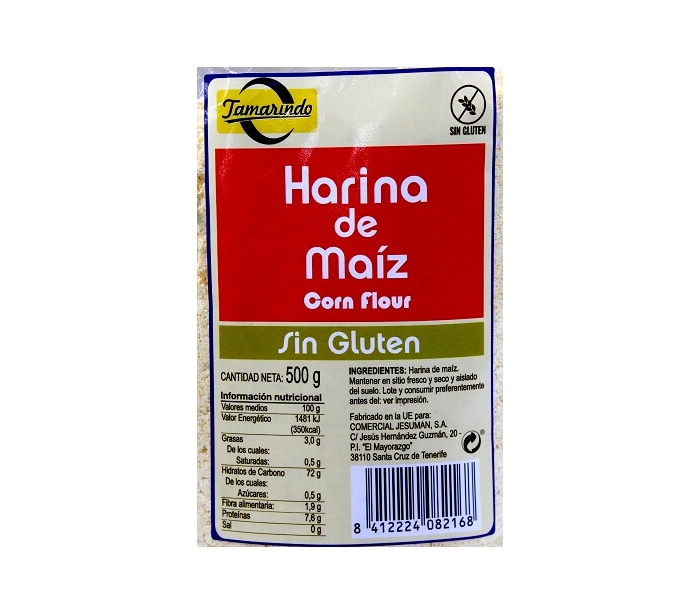 Tamarindo
SIN GLUTEN
Harina
de
Maíz
Corn Flour
Sin Gluten
CANTIDAD NETA: 500 g
Información nutricional
Valores medios 100 g
Valor Energético 1481 kJ
(350kcal)
Grasas 3,0 g
De los cuales:
Saturadas: 0,5 g
Hidratos de Carbono 72 g
De los cuales:
Azúcares: 0,5 g
Fibra alimentaria: 1,9 g
Proteínas 7,6 g
Sal 0 g
INGREDIENTES: Harina de maíz.
Mantener en sitio fresco y seco y aislado
del suelo. Lote y consumir preferentemente
antes del: ver impresión.
Fabricado en la UE para:
COMERCIAL JESUMAN, S.A.
C/ Jesús Hernández Guzmán, 20 -
P.I. "El Mayorazgo"
38110 Santa Cruz de Tenerife
®
8 412224 082168